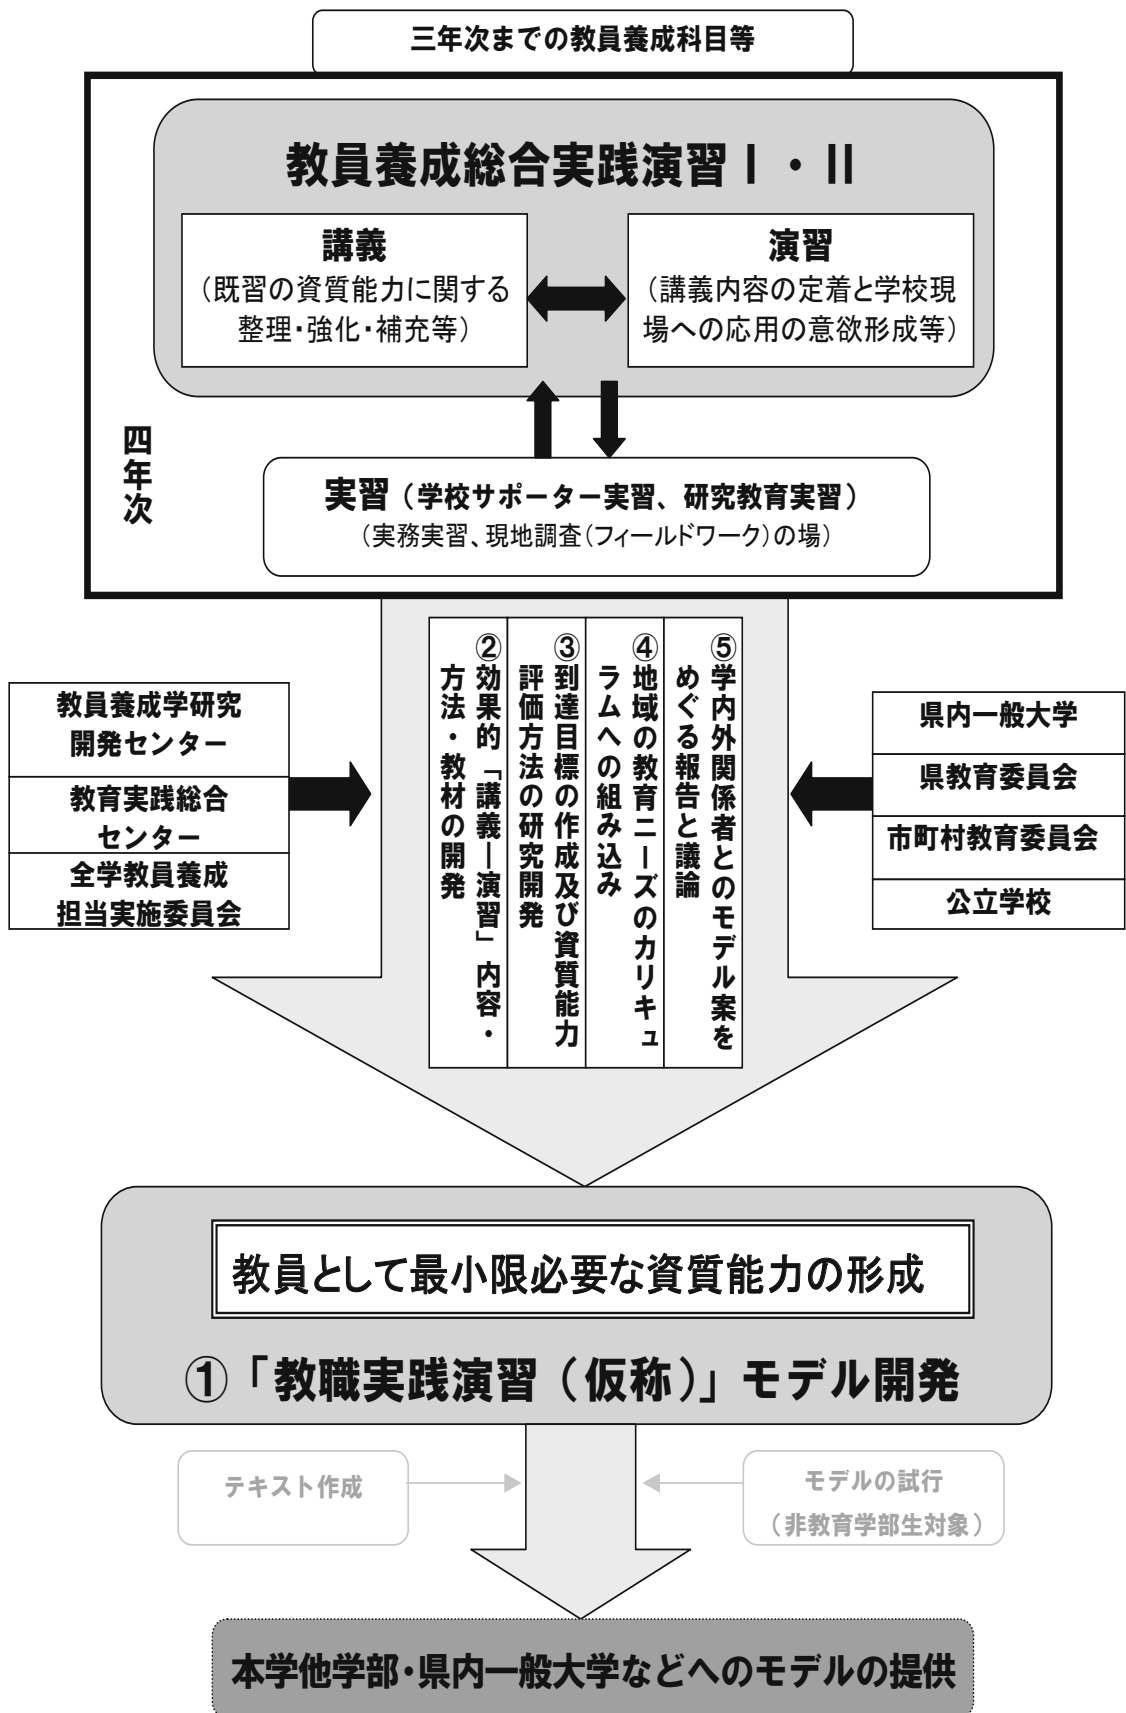 三年次までの教員養成科目等
教員養成総合実践演習Ⅰ・Ⅱ
講義
（既習の資質能力に関する
整理・強化・補充等）
演習
（講義内容の定着と学校現
場への応用の意欲形成等）
四年次
実習（学校サポーター実習、研究教育実習）
（実務実習、現地調査（フィールドワーク）の場）
⑤学内外関係者とのモデル案を
めぐる報告と議論
④地域の教育ニーズのカリキュ
ラムへの組み込み
③到達目標の作成及び資質能力
評価方法の研究開発
②効果的「講義―演習」内容・
方法・教材の開発
教員養成学研究
開発センター
教育実践総合
センター
全学教員養成
担当実施委員会
県内一般大学
県教育委員会
市町村教育委員会
公立学校
教員として最小限必要な資質能力の形成
①「教職実践演習（仮称）」モデル開発
テキスト作成
モデルの試行
（非教育学部生対象）
本学他学部・県内一般大学などへのモデルの提供